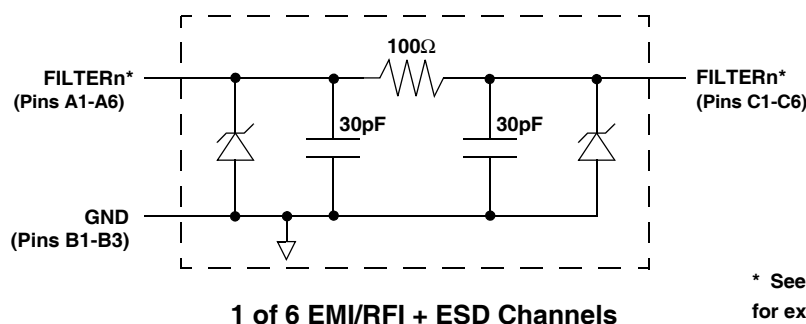 100Ω
FILTERn*
(Pins A1-A6)
FILTERn*
(Pins C1-C6)
30pF
30pF
GND
(Pins B1-B3)
* See
for ex
1 of 6 EMI/RFI + ESD Channels